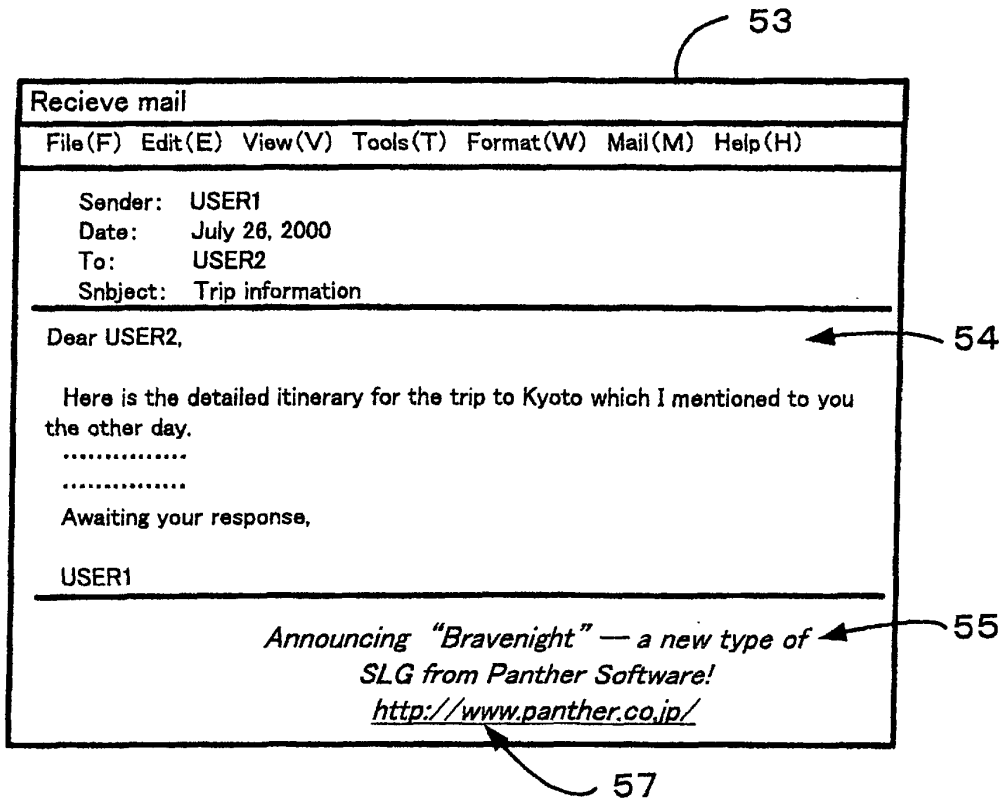 53
Recieve mail
File(F) Edit(E) View(V) Tools(T) Format(W) Mail(M) Help(H)
Sender: USER1
Date: July 26, 2000
To: USER2
Snbject: Trip information
Dear USER2,
54
Here is the detailed itinerary for the trip to Kyoto which I mentioned to you
the other day.
...............
...............
Awaiting your response,
USER1
Announcing “Bravenight” — a new type of
55
SLG from Panther Software!
http://www.panther.co.jp/
57